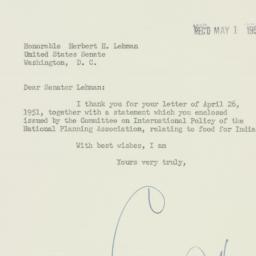 REC'D MAY 1 195
Honorable Herbert H. Lehman
United States Senate
Washington, D. C.
Dear Senator Lehman:
I thank you for your letter of April 26,
1951, together with a statement which you enclosed
issued by the Committee on International Policy of the
National Planning Association, relating to food for India
With best wishes, I am
Yours very truly,